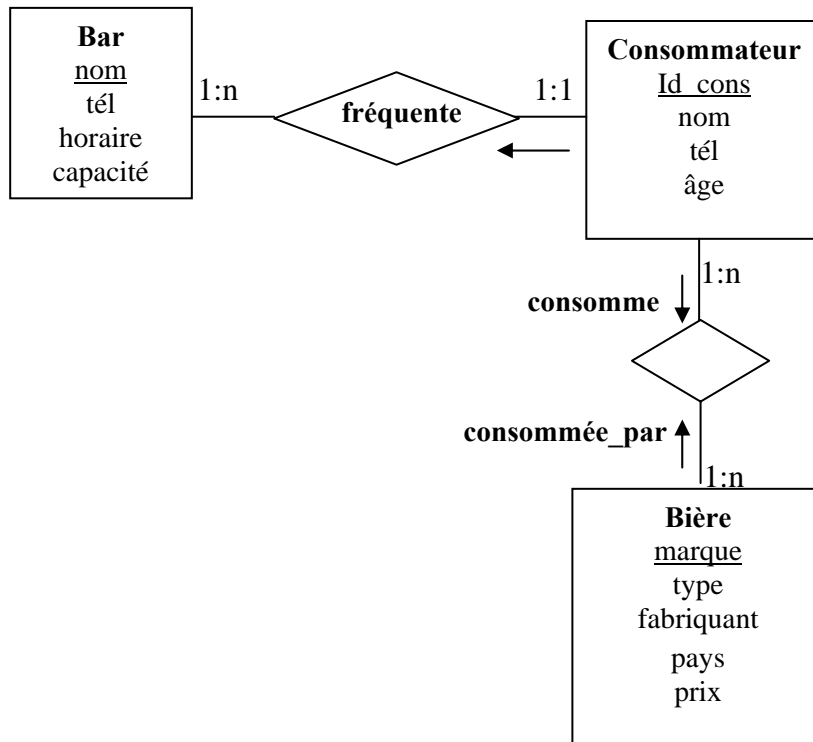 Bar
nom
tél
horaire
capacité
1:n
fréquente
1:1
Consommateur
Id_cons
nom
tél
âge
1:n
consomme
consommée_par
1:n
Bière
marque
type
fabriquant
pays
prix